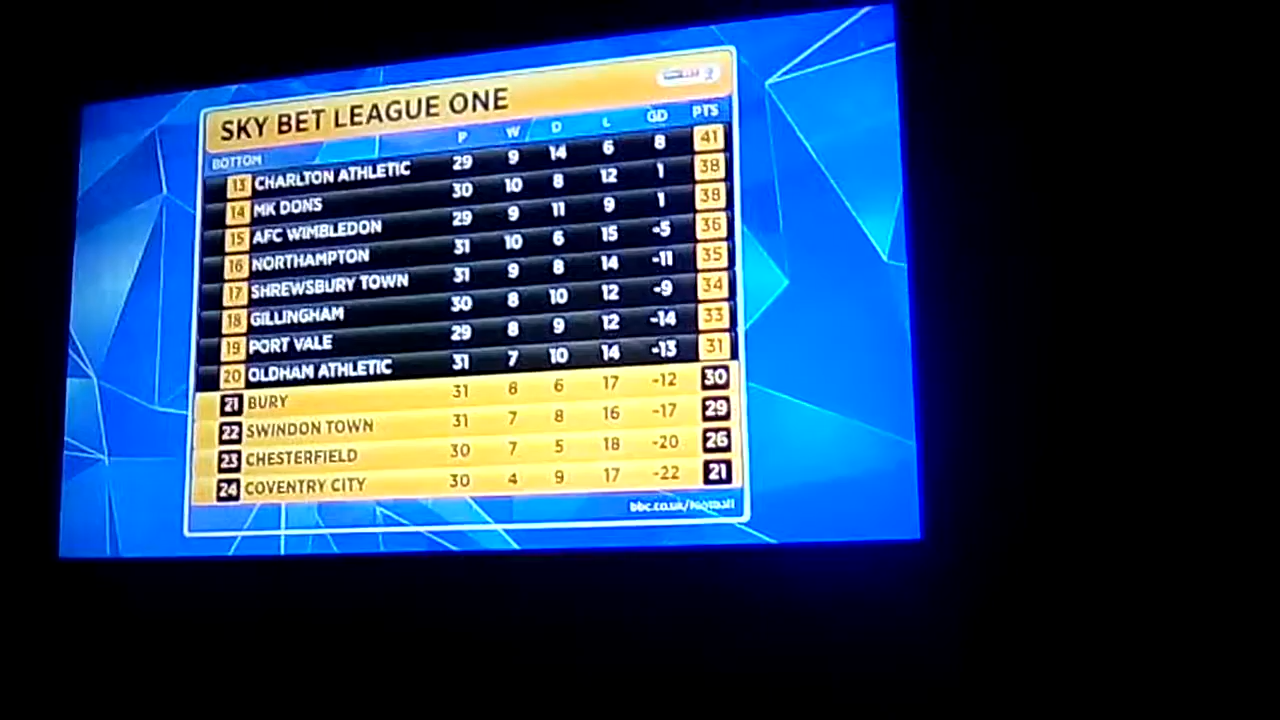 SKY BET LEAGUE ONE
BOTTOM P W D L GD PTS
13 CHARLTON ATHLETIC 29 9 14 6 8 41
14 MK DONS 30 10 8 12 1 38
15 AFC WIMBLEDON 29 9 11 9 1 38
16 NORTHAMPTON 31 10 6 15 -5 36
17 SHREWSBURY TOWN 31 9 8 14 -11 35
18 GILLINGHAM 30 8 10 12 -9 34
19 PORT VALE 29 8 9 12 -14 33
20 OLDHAM ATHLETIC 31 7 10 14 -13 31
21 BURY 31 8 6 17 -12 30
22 SWINDON TOWN 31 7 8 16 -17 29
23 CHESTERFIELD 30 7 5 18 -20 26
24 COVENTRY CITY 30 4 9 17 -22 21
bbc.co.uk/football